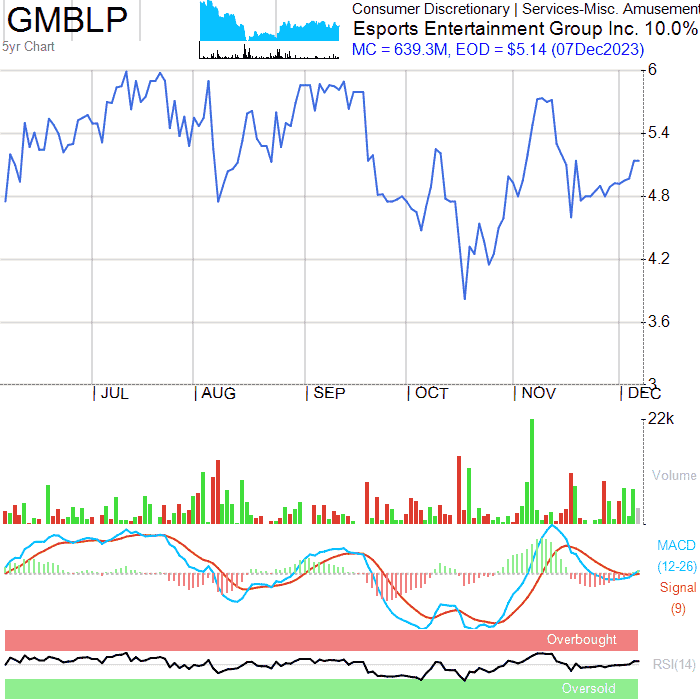 GMBLP
5yr Chart
Consumer Discretionary | Services-Misc. Amusement
Esports Entertainment Group Inc. 10.0%
MC = 639.3M, EOD = $5.14 (07Dec2023)
6
5.4
4.8
4.2
3.6
3
JUL
AUG
SEP
OCT
NOV
DEC
22k
Volume
MACD
(12-26)
Signal
(9)
Overbought
RSI(14)
Oversold